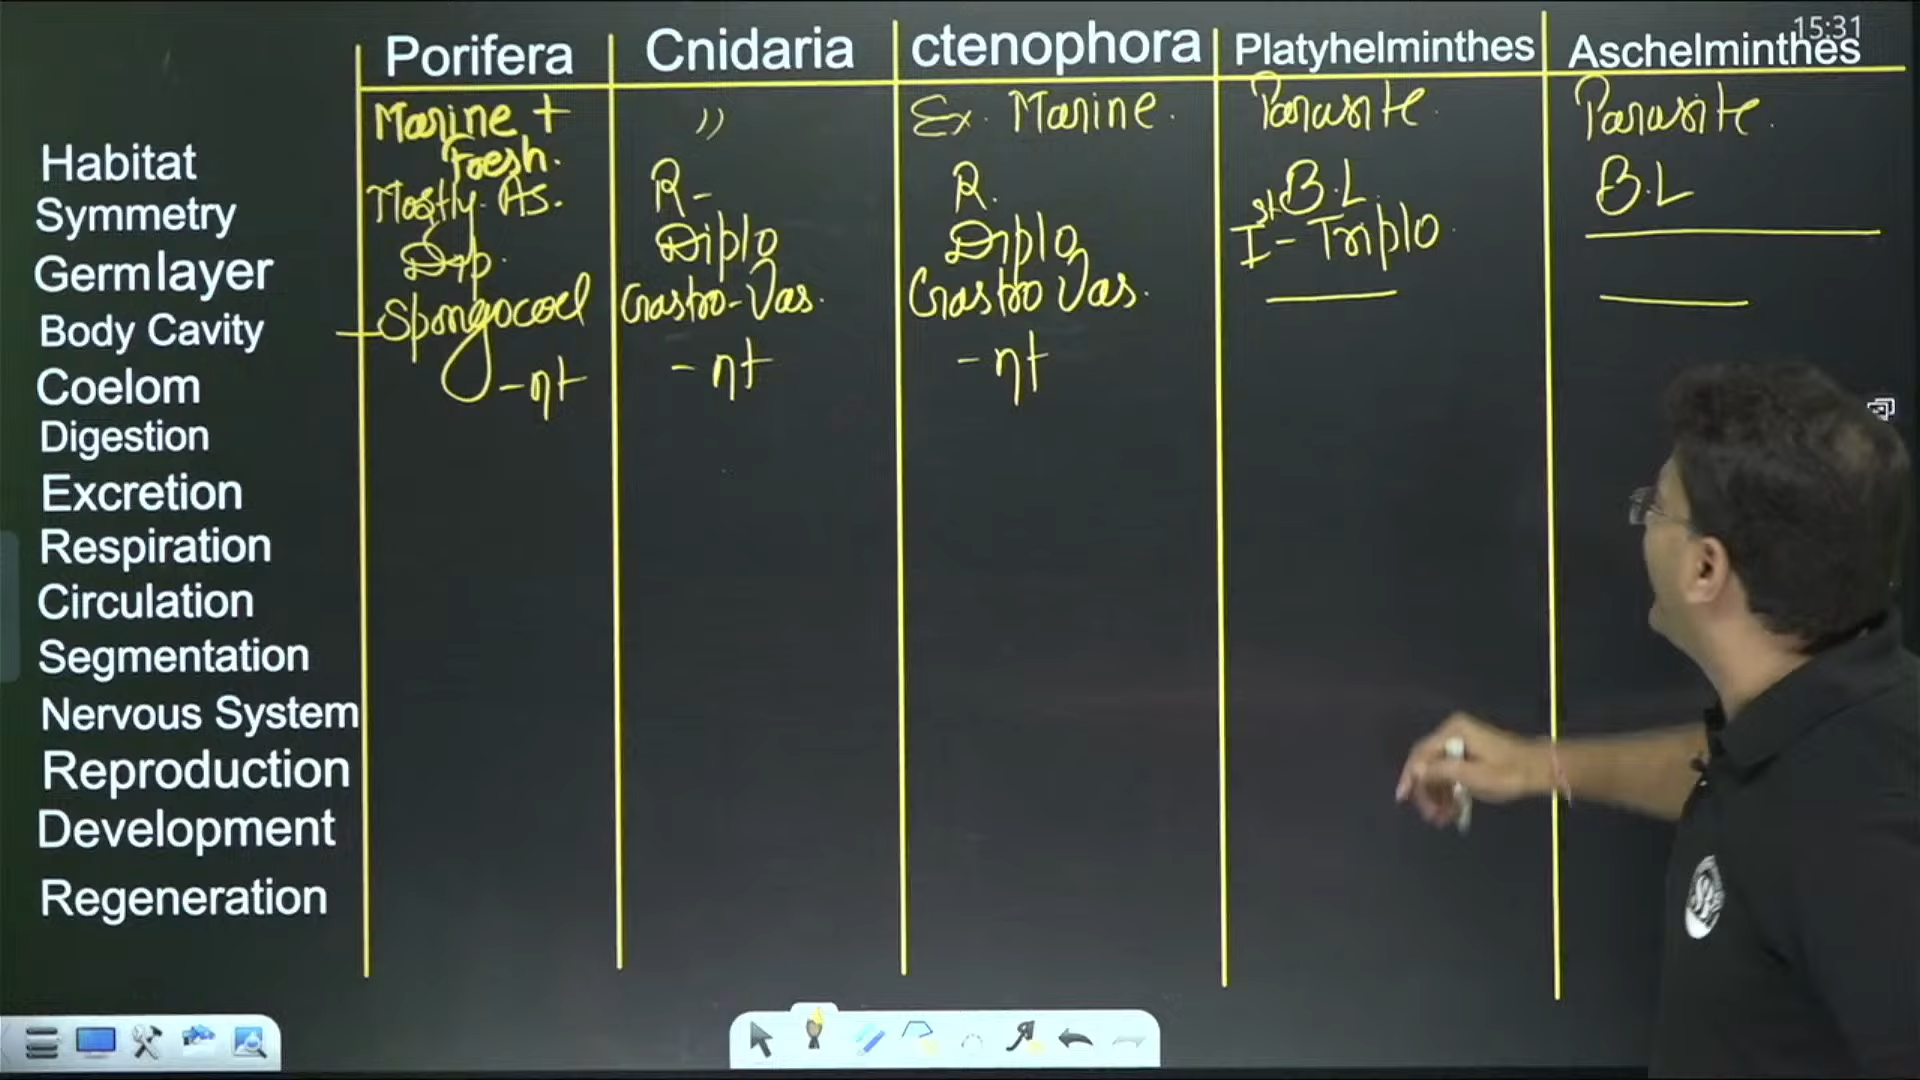 15:31
Porifera Cnidaria ctenophora Platyhelminthes Aschelminthes
Marine + Fresh. 〃 Ex. Marine. Parasite. Parasite.
Habitat
Mostly As. R- R. B.L. B.L
Symmetry
Dip. Diplo Diplo Ist - Triplo
Germ layer
Spongocoel Gastro-Vas. Gastro Vas.
Body Cavity
-nt -nt -nt
Coelom
Digestion
Excretion
Respiration
Circulation
Segmentation
Nervous System
Reproduction
Development
Regeneration